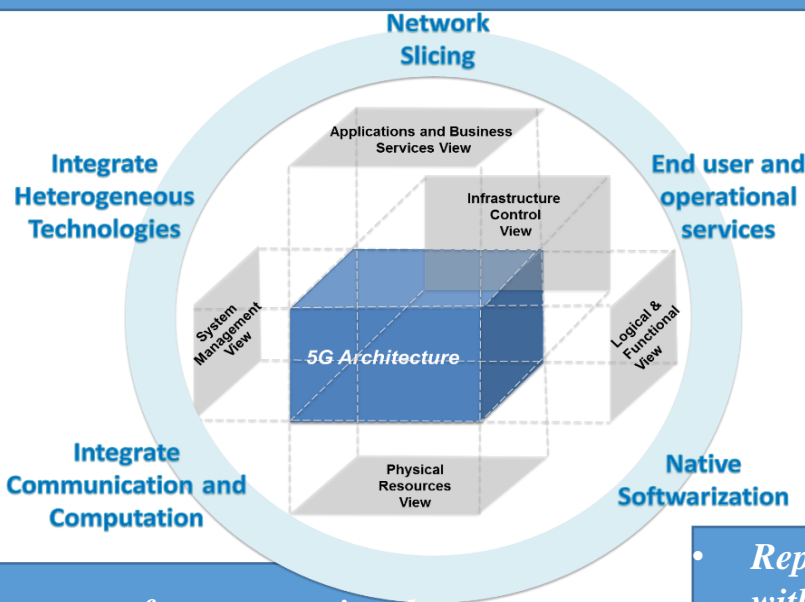 Network
Slicing
Applications and Business
Services View
Integrate
Heterogeneous
Technologies
End user and
operational
services
Infrastructure
Control
View
System
Management
View
Logical &
Functional
View
5G Architecture
Integrate
Communication and
Computation
Physical
Resources
View
Native
Softwarization
•